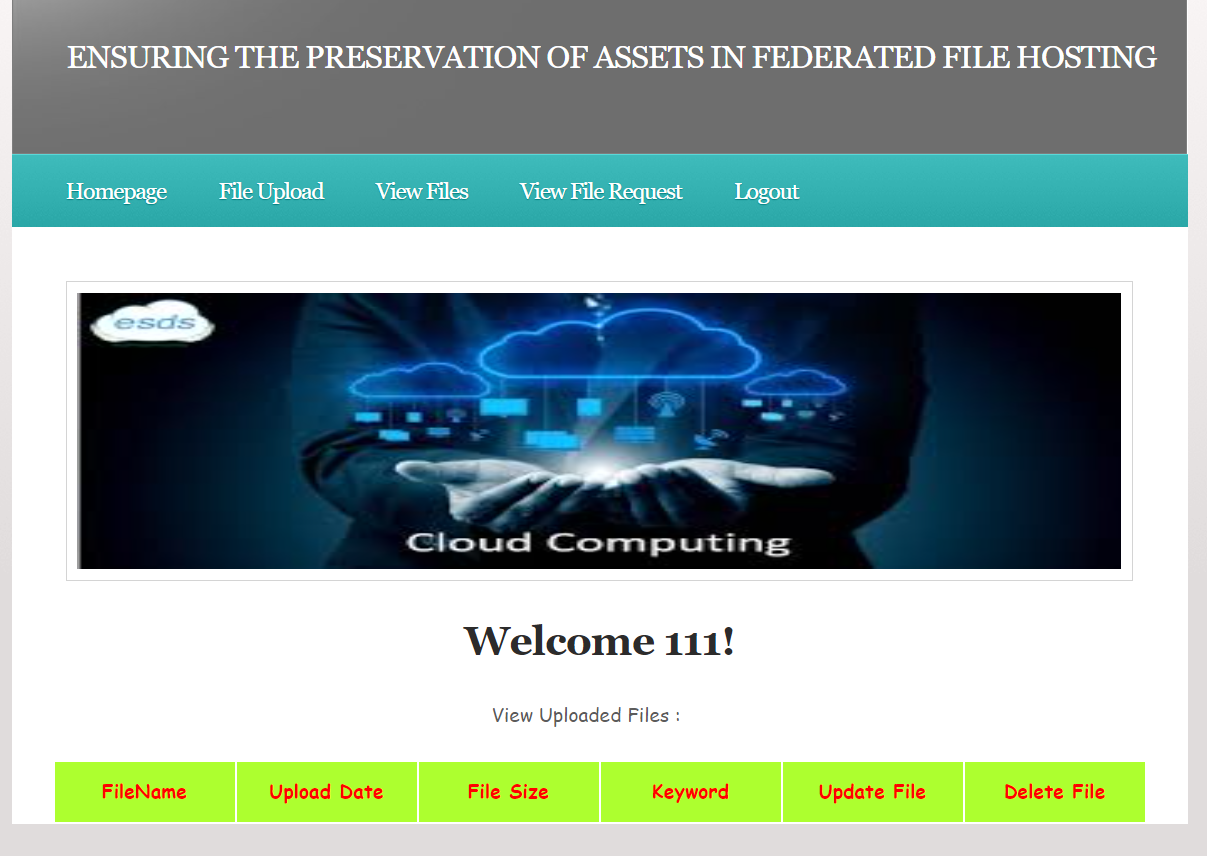 ENSURING THE PRESERVATION OF ASSETS IN FEDERATED FILE HOSTING
Homepage File Upload View Files View File Request Logout
esds
Cloud Computing
Welcome 111!
View Uploaded Files :
FileName Upload Date File Size Keyword Update File Delete File